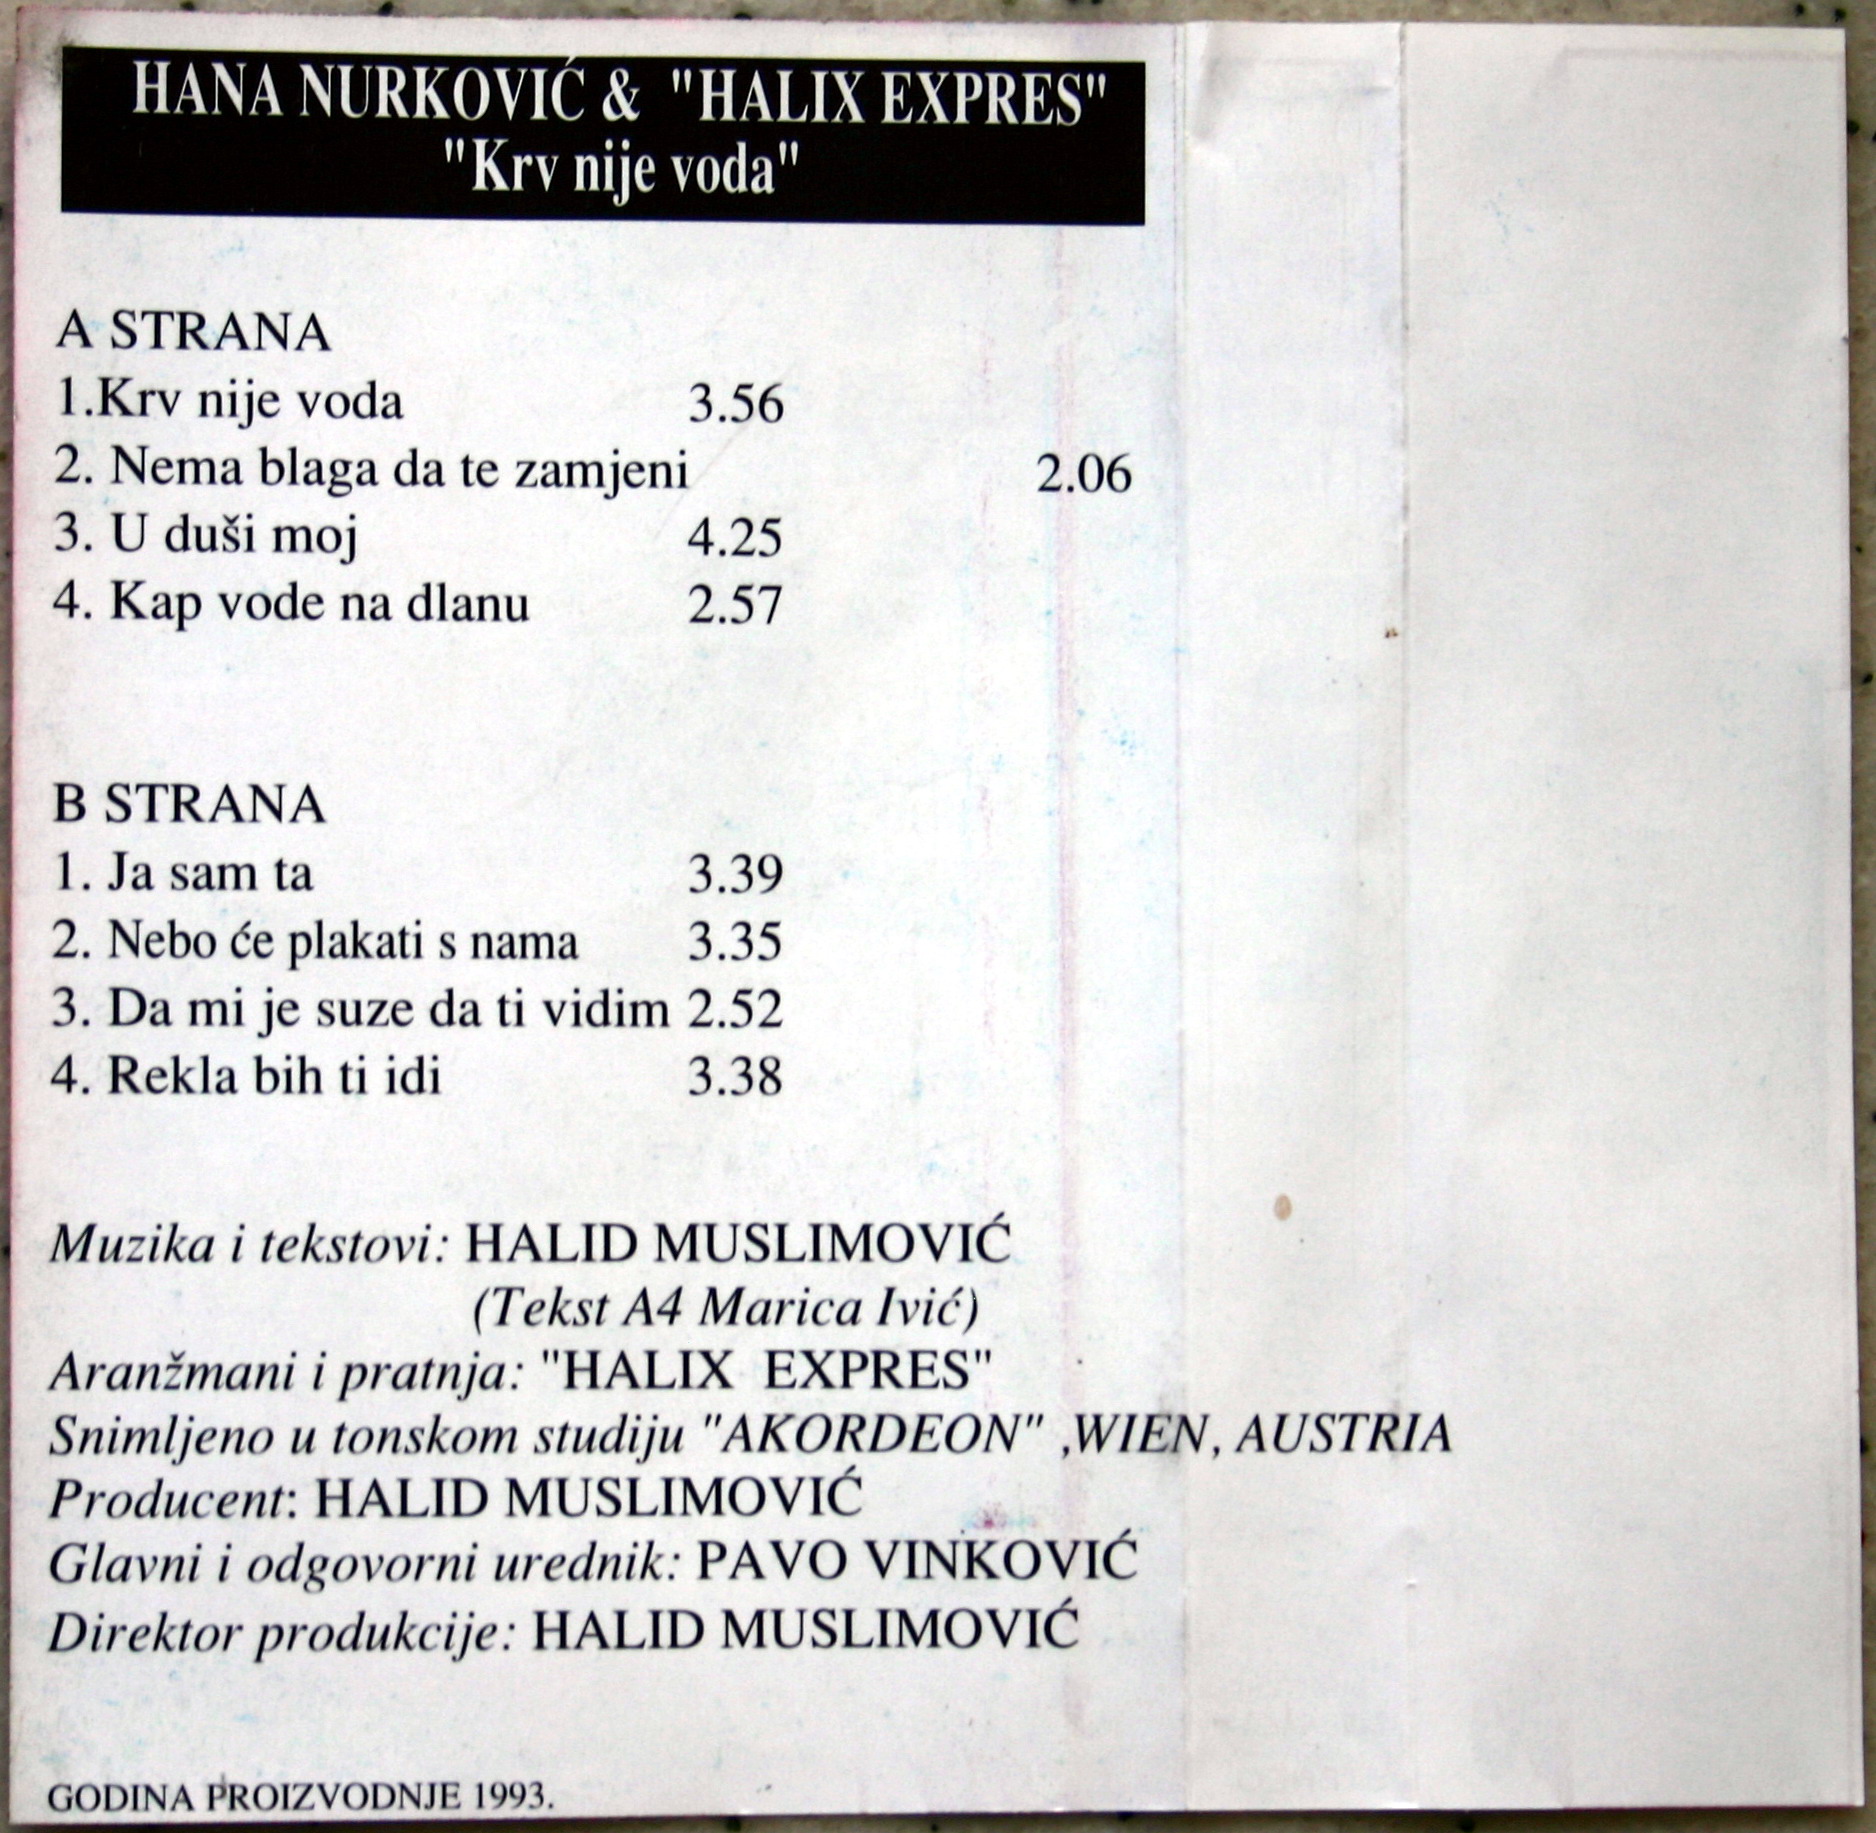 HANA NURKOVIĆ & "HALIX EXPRES"
"Krv nije voda"
A STRANA
1.Krv nije voda 3.56
2. Nema blaga da te zamjeni 2.06
3. U duši moj 4.25
4. Kap vode na dlanu 2.57
B STRANA
1. Ja sam ta 3.39
2. Nebo će plakati s nama 3.35
3. Da mi je suze da ti vidim 2.52
4. Rekla bih ti idi 3.38
Muzika i tekstovi: HALID MUSLIMOVIĆ
(Tekst A4 Marica Ivić)
Aranžmani i pratnja: "HALIX EXPRES"
Snimljeno u tonskom studiju "AKORDEON" ,WIEN, AUSTRIA
Producent: HALID MUSLIMOVIĆ
Glavni i odgovorni urednik: PAVO VINKOVIĆ
Direktor produkcije: HALID MUSLIMOVIĆ
GODINA PROIZVODNJE 1993.